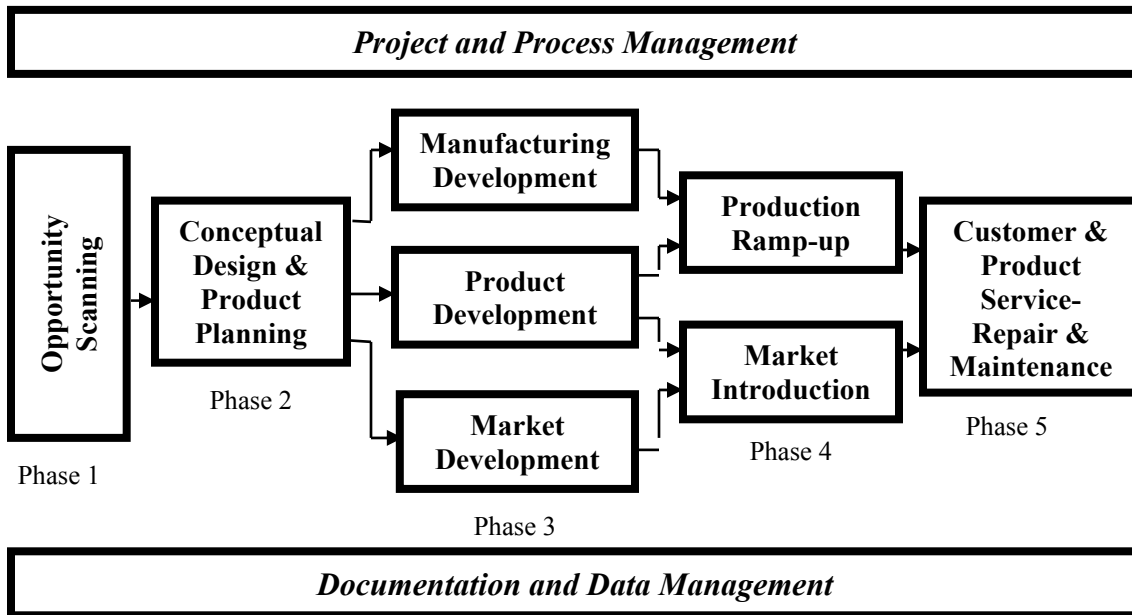 Project and Process Management
Opportunity
Scanning
Phase 1
Conceptual
Design &
Product
Planning
Phase 2
Manufacturing
Development
Product
Development
Market
Development
Phase 3
Production
Ramp-up
Market
Introduction
Phase 4
Customer &
Product
Service-
Repair &
Maintenance
Phase 5
Documentation and Data Management